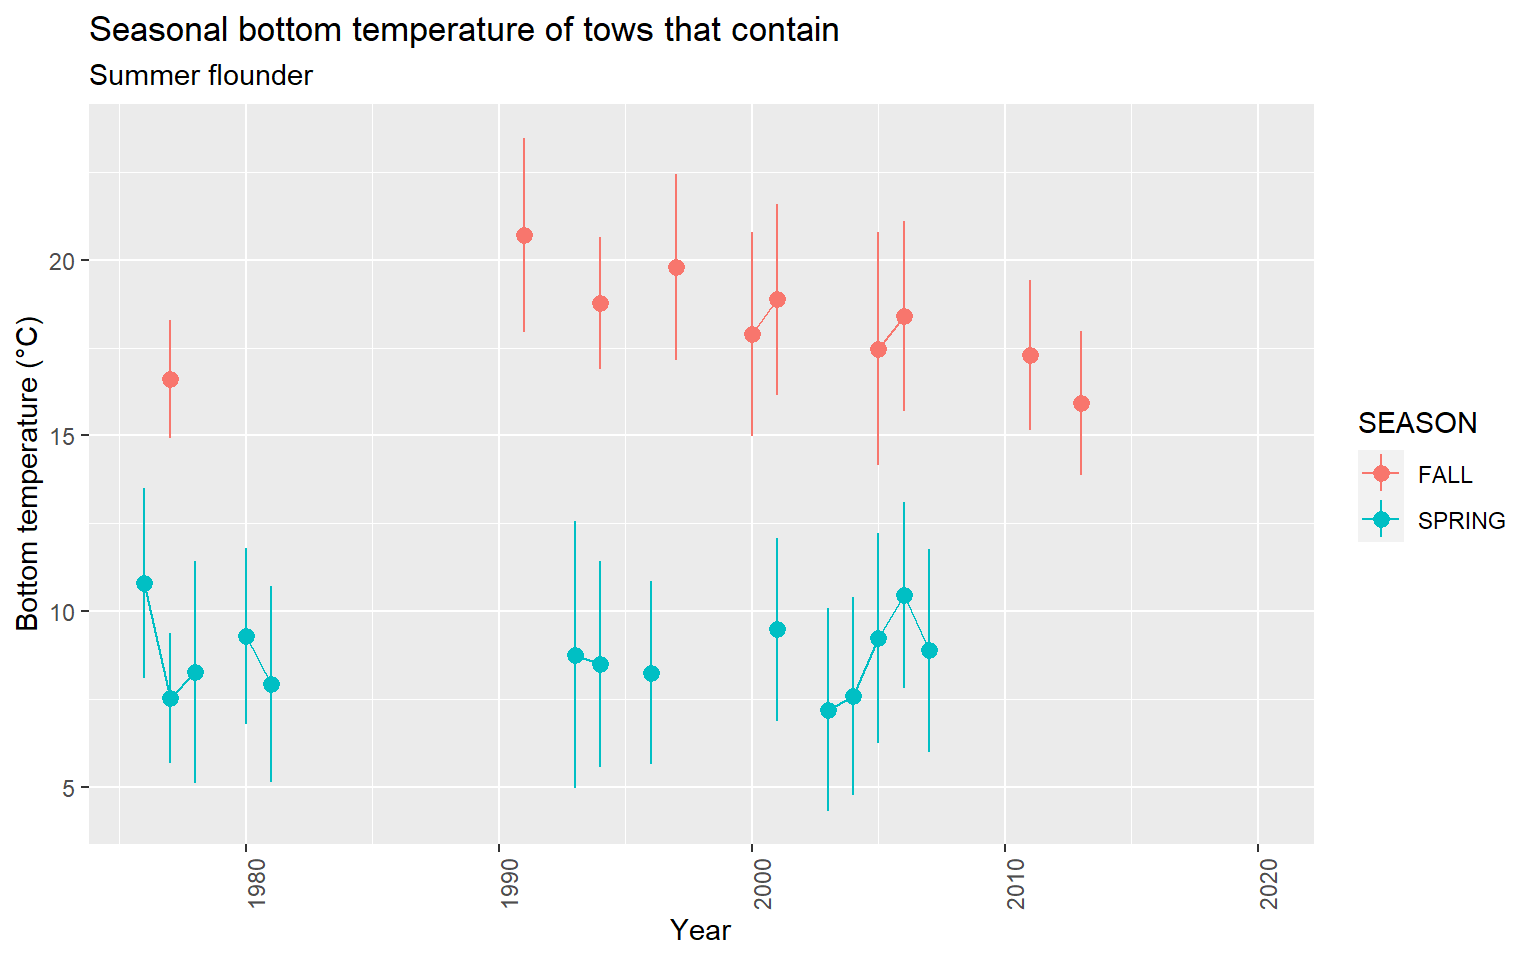 Seasonal bottom temperature of tows that contain
Summer flounder
Bottom temperature (°C)
20
15
10
5
1980
1990
2000
2010
2020
Year
SEASON
FALL
SPRING